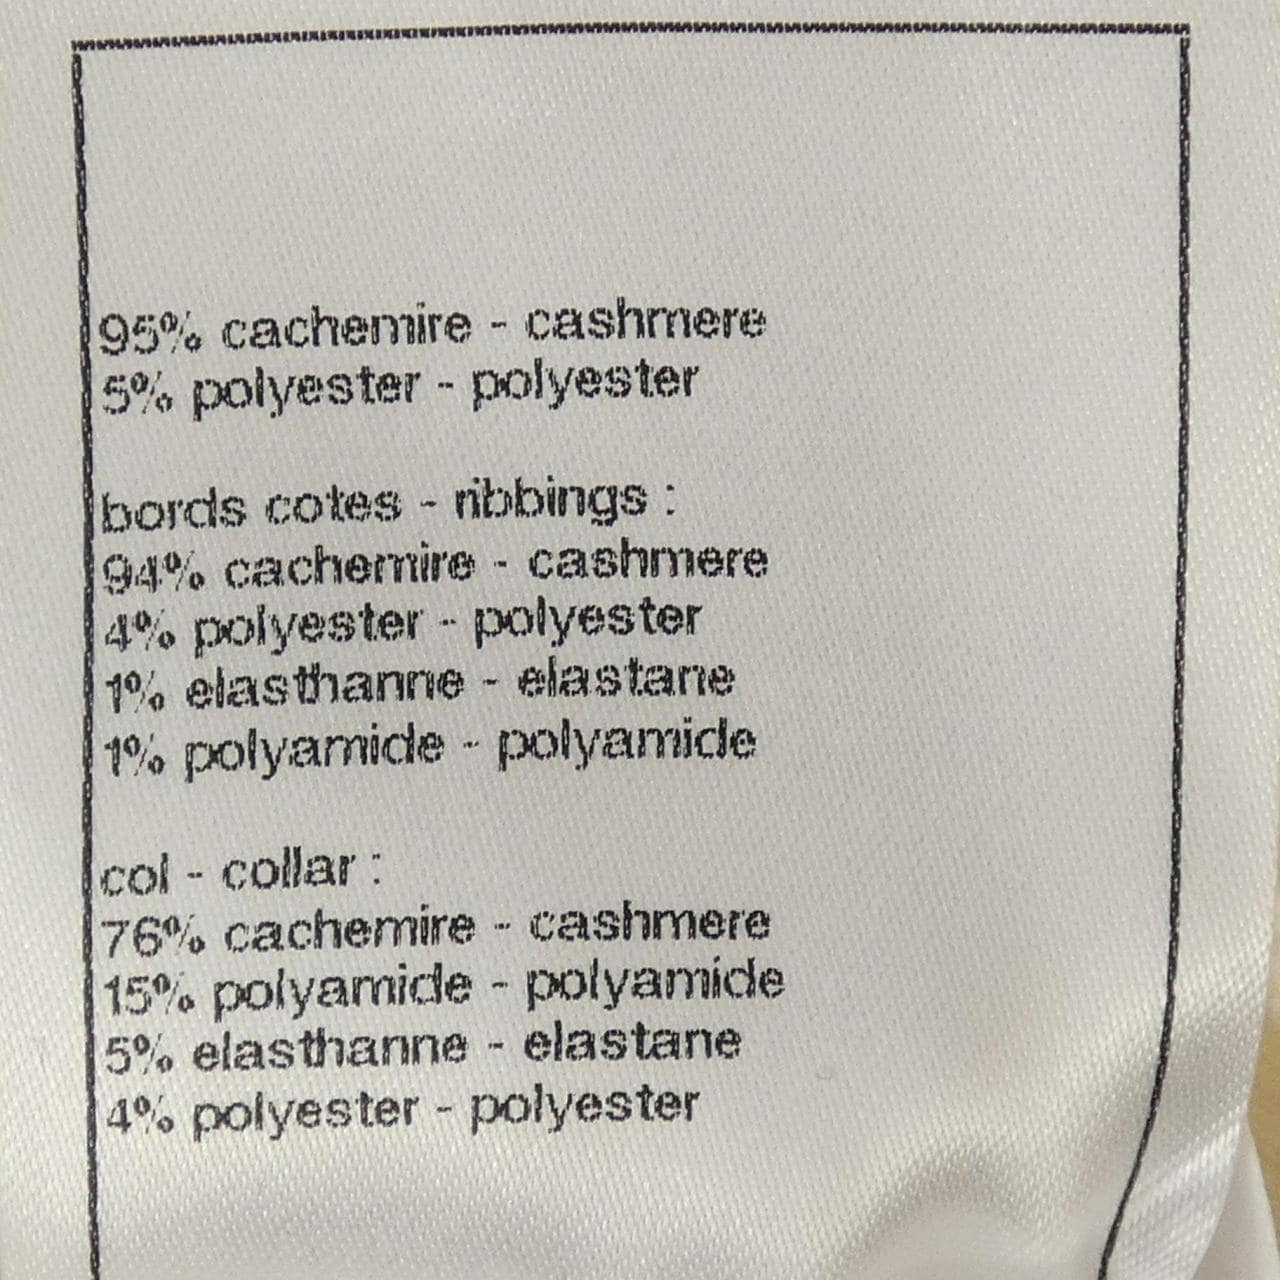 95% cachemire - cashmere
5% polyester - polyester
bords cotes - ribbings :
94% cachemire - cashmere
4% polyester - polyester
1% elasthanne - elastane
1% polyamide - polyamide
col - collar :
76% cachemire - cashmere
15% polyamide - polyamide
5% elasthanne - elastane
4% polyester - polyester